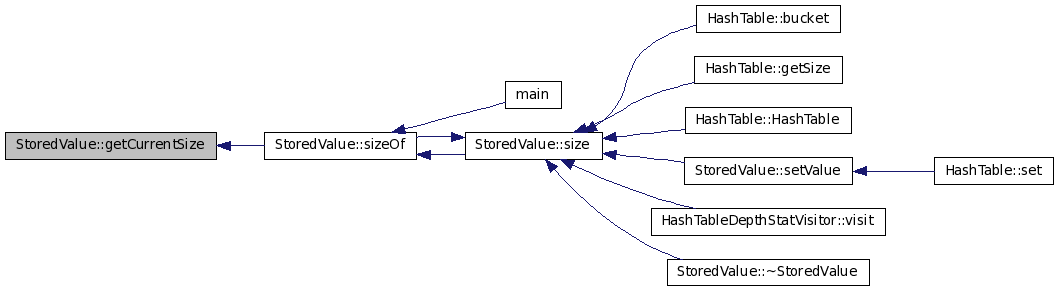 HashTable::bucket
HashTable::getSize
main
HashTable::HashTable
StoredValue::getCurrentSize
StoredValue::sizeOf
StoredValue::size
StoredValue::setValue
HashTable::set
HashTableDepthStatVisitor::visit
StoredValue::~StoredValue